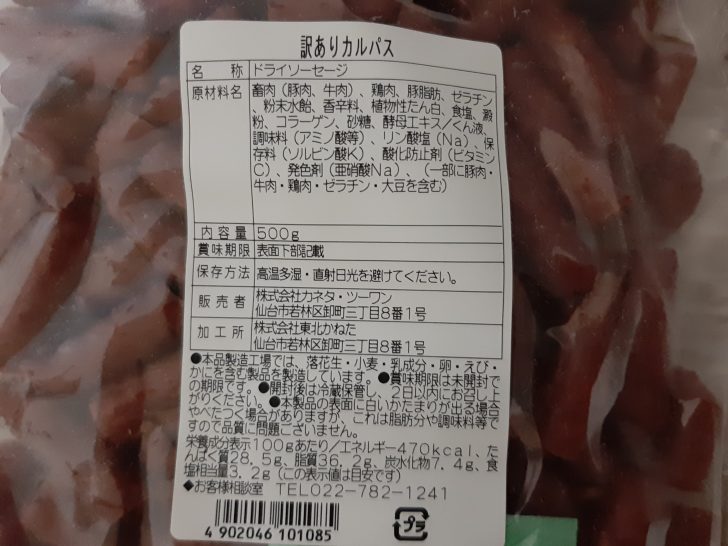 訳ありカルパス
名　称 ドライソーセージ
原材料名 畜肉（豚肉、牛肉）、鶏肉、豚脂肪、ゼラチン
、粉末水飴、香辛料、植物性たん白、食塩、澱
粉、コラーゲン、砂糖、酵母エキス／くん液、
調味料（アミノ酸等）、リン酸塩（Na）、保
存料（ソルビン酸K）、酸化防止剤（ビタミン
C）、発色剤（亜硝酸Na）、（一部に豚肉・
牛肉・鶏肉・ゼラチン・大豆を含む）
内容量 500g
賞味期限 表面下部記載
保存方法 高温多湿・直射日光を避けてください。
販売者 株式会社カネタ・ツーワン
仙台市若林区卸町三丁目8番1号
加工所 株式会社東北かねた
仙台市若林区卸町三丁目8番1号
●本品製造工場では、落花生・小麦・乳成分・卵・えび・
かにを含む製品を製造しています。●賞味期限は未開封で
の期限です。●開封後は冷蔵保管し、2日以内にお召し上
がりください。●本製品の表面に白いかたまりが出る場合
やべたつく場合がありますが、これは脂肪分や調味料等で
すので品質に問題ございません。
栄養成分表示100gあたり／エネルギー470kcal、た
んぱく質28.5g、脂質36.2g、炭水化物7.4g、食
塩相当量3.2g（この表示値は目安です）
◆お客様相談室 TEL022-782-1241
4 902046 101085
プラ